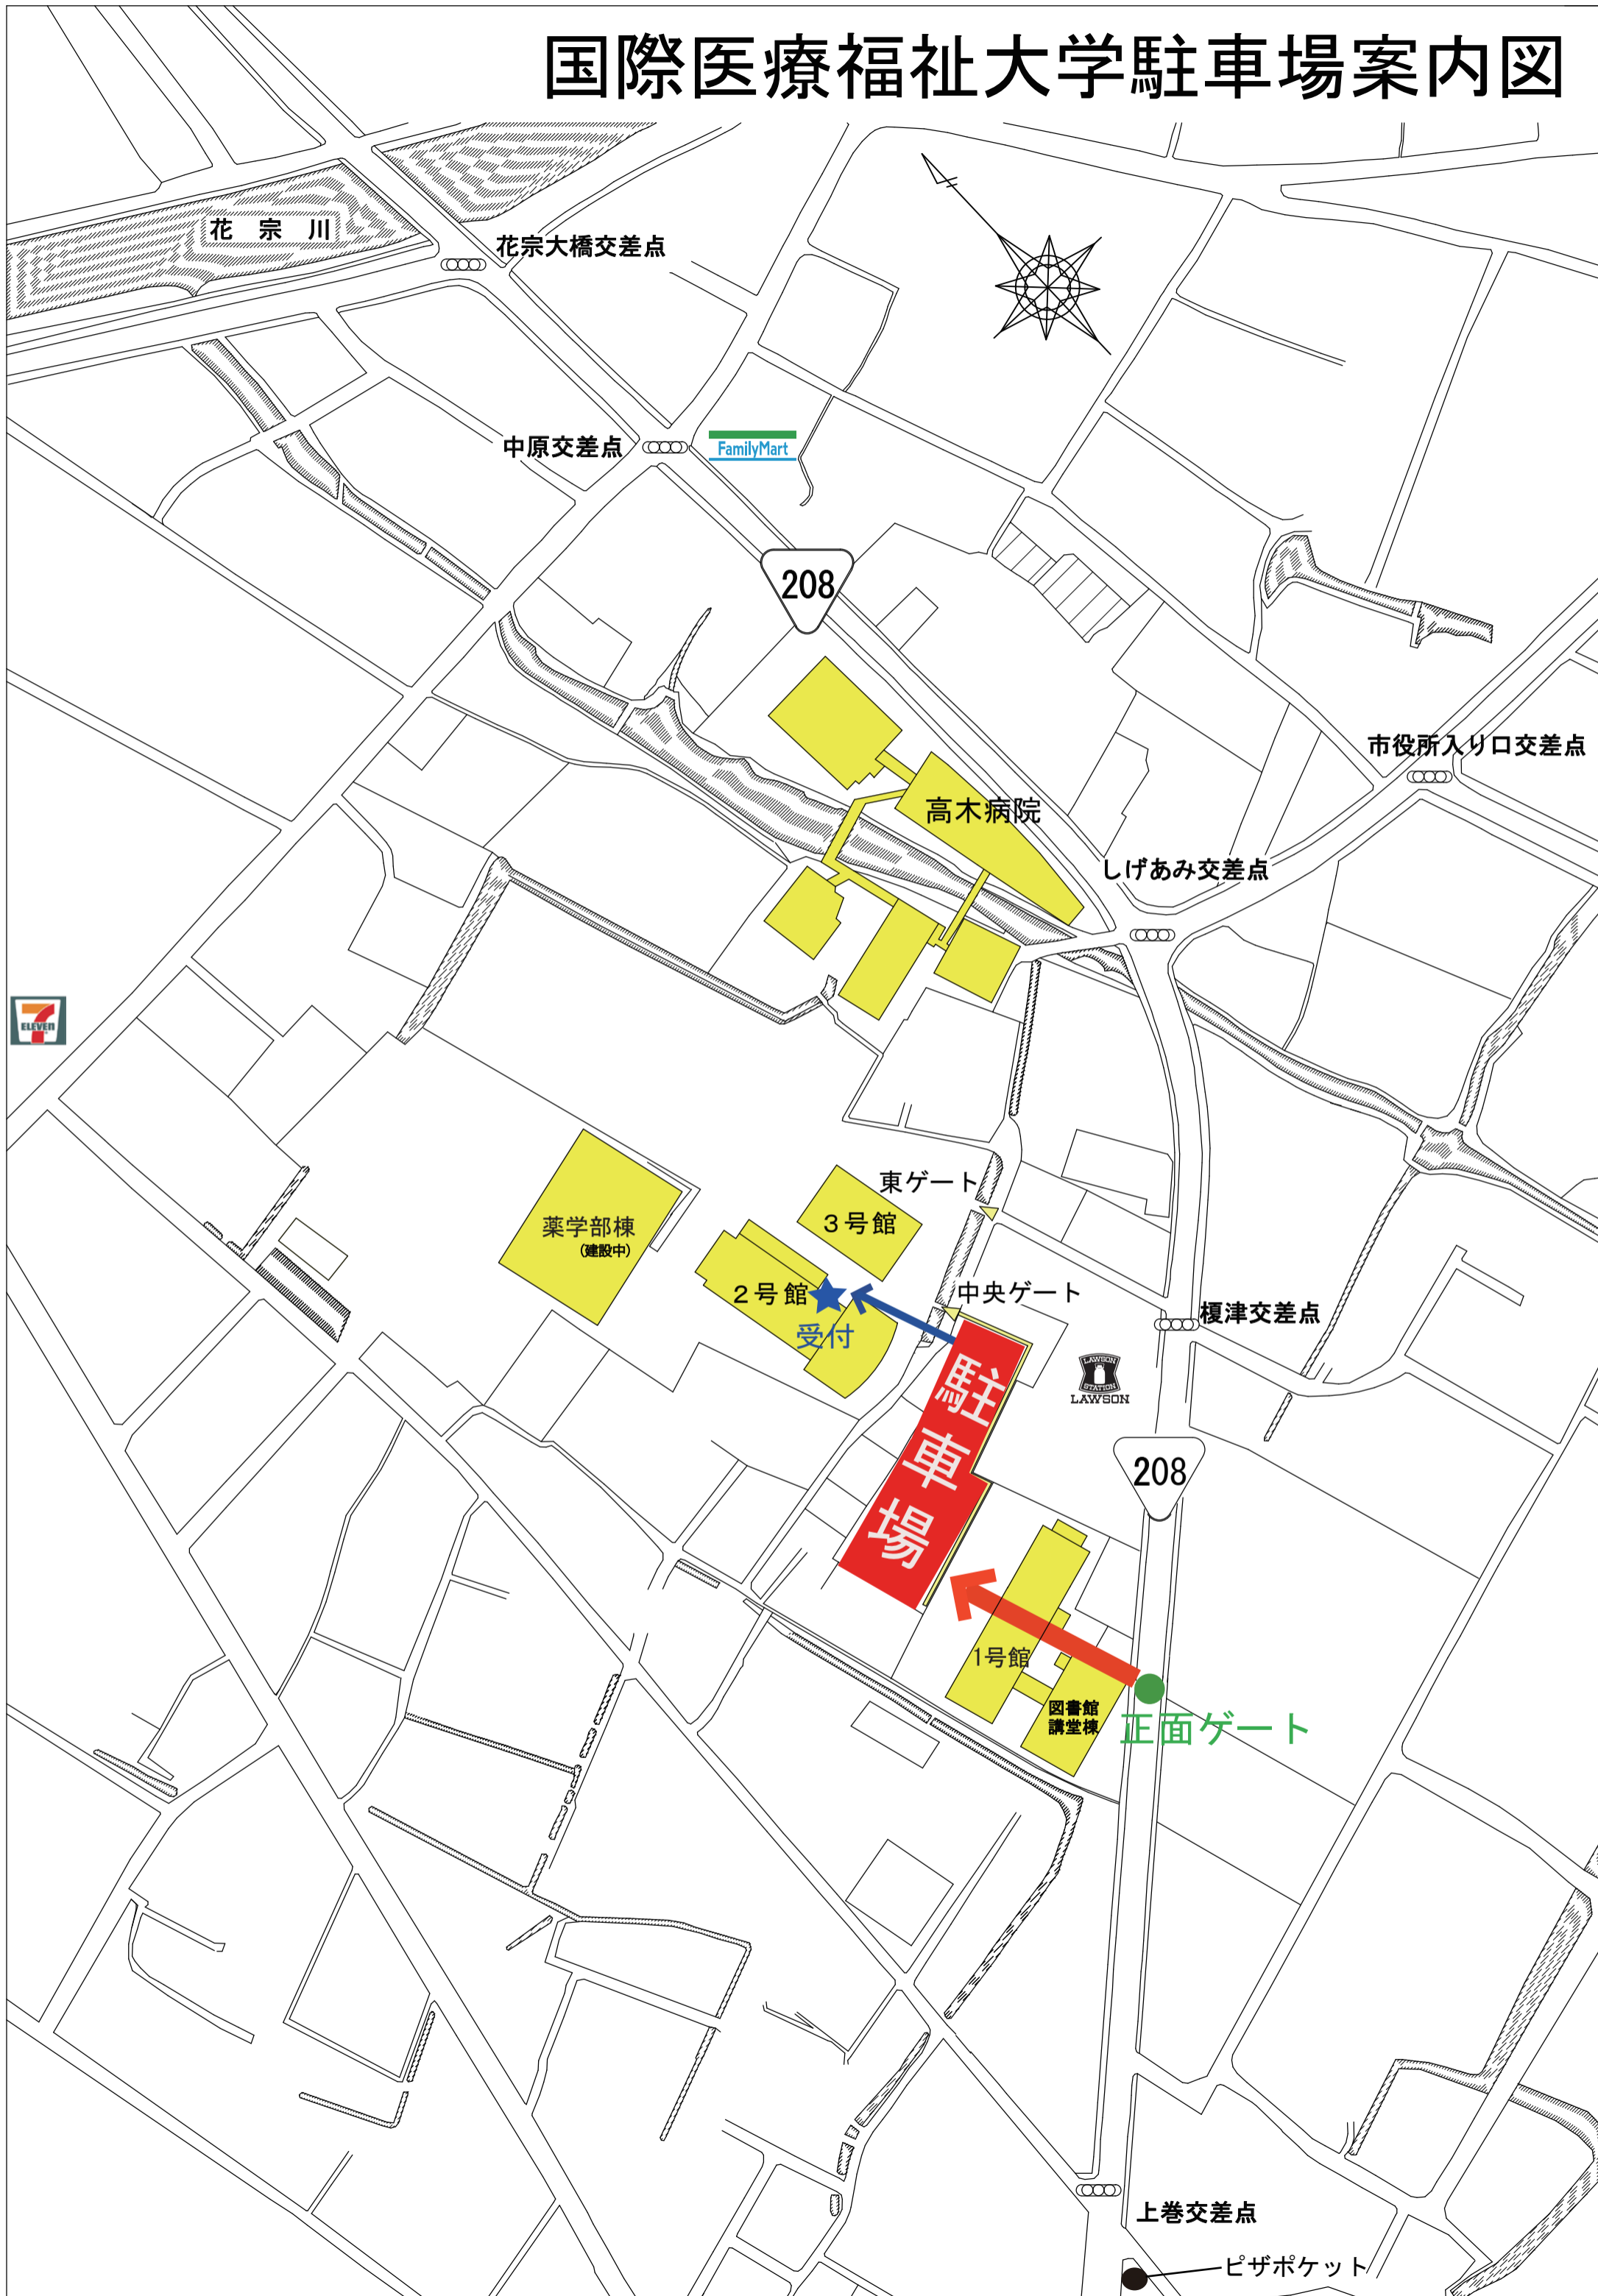 国際医療福祉大学駐車場案内図
花宗川
花宗大橋交差点
中原交差点
FamilyMart
208
高木病院
市役所入り口交差点
しげあみ交差点
7
ELEVEn
東ゲート
３号館
薬学部棟
(建設中)
２号館
受付
中央ゲート
榎津交差点
駐車場
LAWSON
STATION
LAWSON
208
1号館
図書館
講堂棟
正面ゲート
上巻交差点
ピザポケット